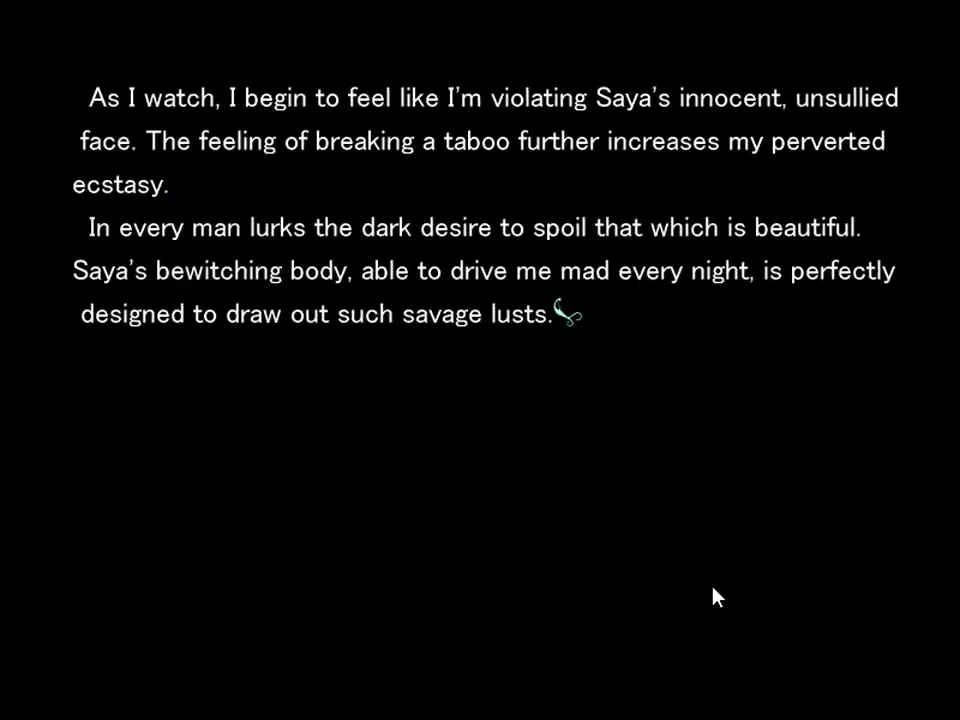 As I watch, I begin to feel like I'm violating Saya's innocent, unsullied
face. The feeling of breaking a taboo further increases my perverted
ecstasy.
In every man lurks the dark desire to spoil that which is beautiful.
Saya's bewitching body, able to drive me mad every night, is perfectly
designed to draw out such savage lusts.